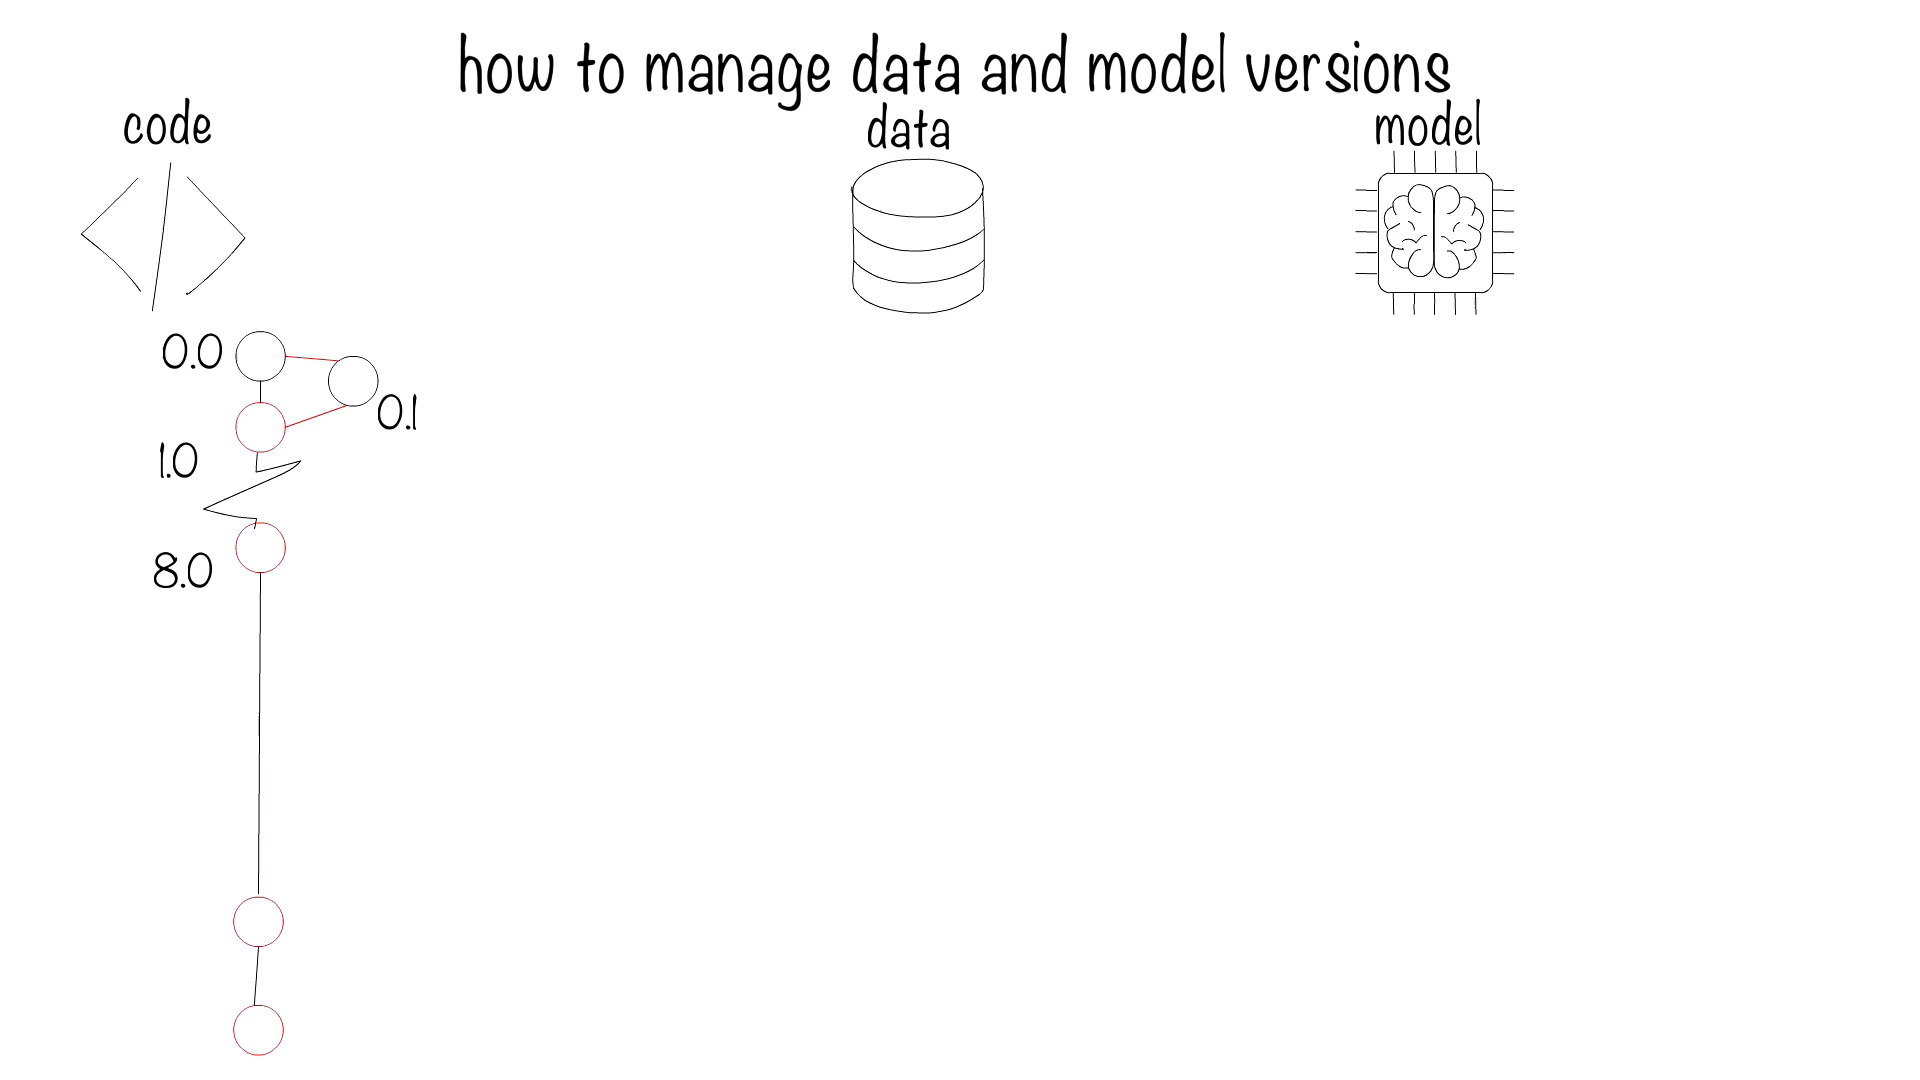 how to manage data and model versions
code
data
model
0.0
0.1
1.0
8.0